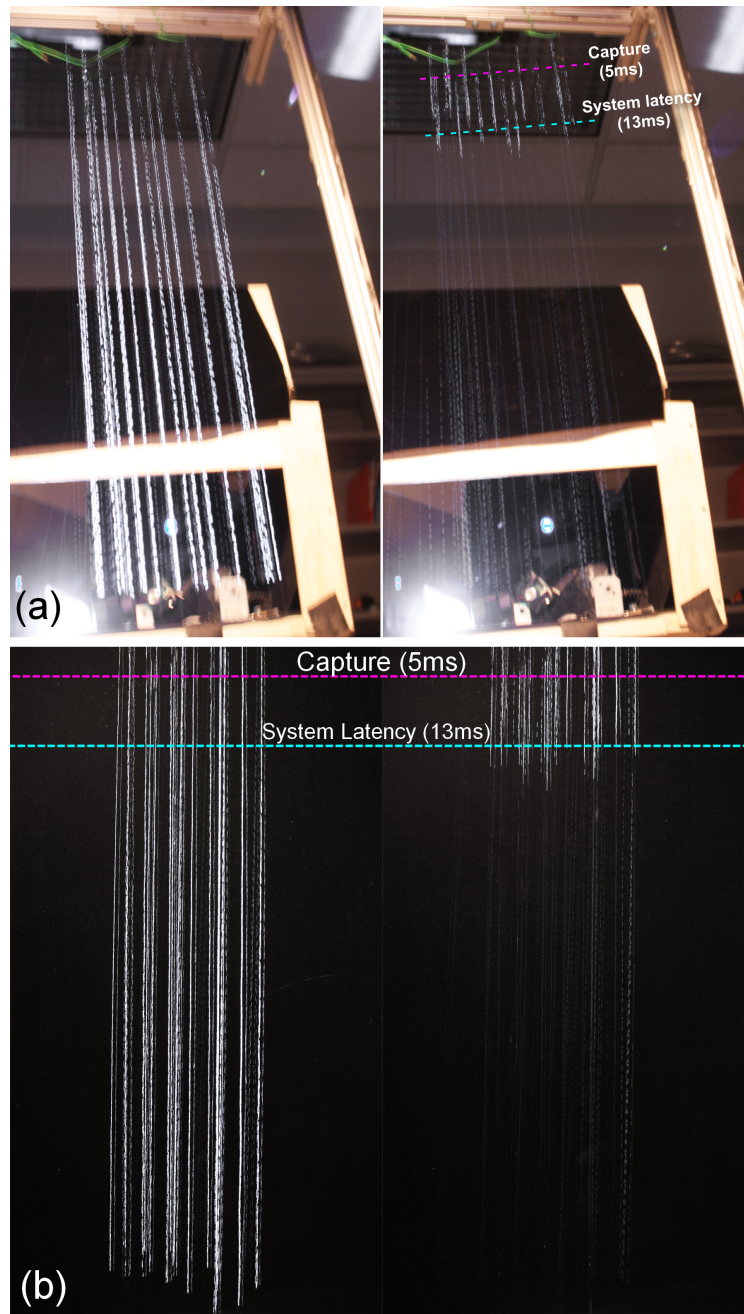 Capture
(5ms)
System latency
(13ms)
(a)
Capture (5ms)
System Latency (13ms)
(b)